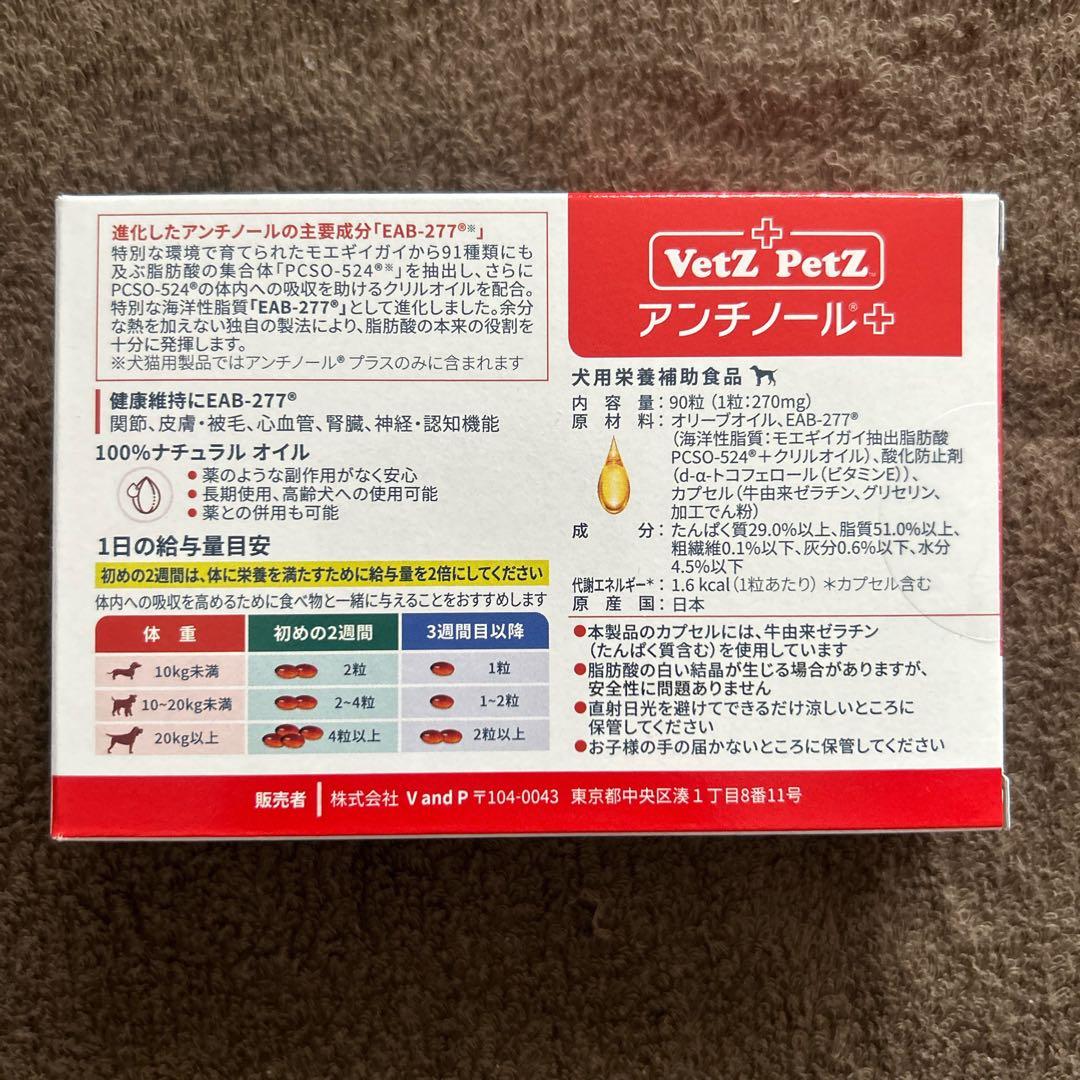 進化したアンチノールの主要成分「EAB-277®※」
特別な環境で育てられたモエギイガイから91種類にも
及ぶ脂肪酸の集合体「PCSO-524®※」を抽出し、さらに
PCSO-524®の体内への吸収を助けるクリルオイルを配合。
特別な海洋性脂質「EAB-277®」として進化しました。余分
な熱を加えない独自の製法により、脂肪酸の本来の役割を
十分に発揮します。
※犬猫用製品ではアンチノール® プラスのみに含まれます
健康維持にEAB-277®
関節、皮膚・被毛、心血管、腎臓、神経・認知機能
100%ナチュラル オイル
●薬のような副作用がなく安心
●長期使用、高齢犬への使用可能
●薬との併用も可能
1日の給与量目安
初めの2週間は、体に栄養を満たすために給与量を2倍にしてください
体内への吸収を高めるために食べ物と一緒に与えることをおすすめします
体 重 初めの2週間 3週間目以降
10kg未満 2粒 1粒
10~20kg未満 2~4粒 1~2粒
20kg以上 4粒以上 2粒以上
VetZ PetZ™
アンチノール®+
犬用栄養補助食品
内容量：90粒（1粒：270mg）
原材料：オリーブオイル、EAB-277®
（海洋性脂質：モエギイガイ抽出脂肪酸
PCSO-524®＋クリルオイル）、酸化防止剤
（d-α-トコフェロール（ビタミンE））、
カプセル（牛由来ゼラチン、グリセリン、
加工でん粉）
成分：たんぱく質29.0%以上、脂質51.0%以上、
粗繊維0.1%以下、灰分0.6%以下、水分
4.5%以下
代謝エネルギー＊：1.6 kcal（1粒あたり）＊カプセル含む
原産国：日本
●本製品のカプセルには、牛由来ゼラチン
（たんぱく質含む）を使用しています
●脂肪酸の白い結晶が生じる場合がありますが、
安全性に問題ありません
●直射日光を避けてできるだけ涼しいところに
保管してください
●お子様の手の届かないところに保管してください
販売者 株式会社 V and P 〒104-0043 東京都中央区湊１丁目8番11号